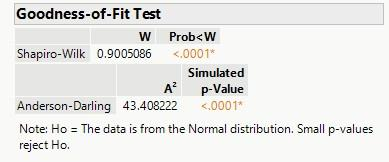 Goodness-of-Fit Test
W Prob<W
Shapiro-Wilk 0.9005086 <.0001*
Simulated
A² p-Value
Anderson-Darling 43.408222 <.0001*
Note: Ho = The data is from the Normal distribution. Small p-values
reject Ho.